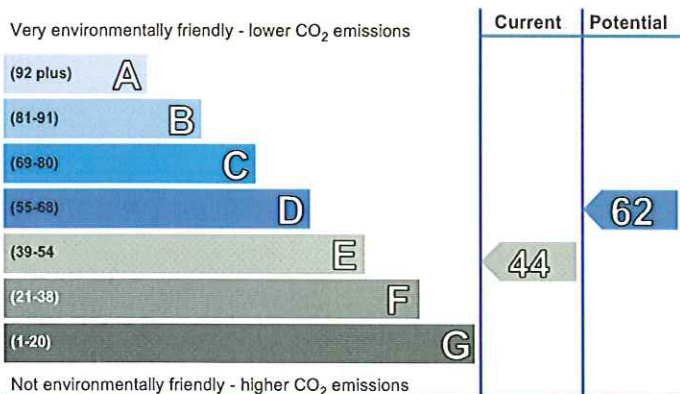 Current Potential
Very environmentally friendly - lower CO2 emissions
(92 plus) A
(81-91) B
(69-80) C
(55-68) D
62
(39-54 E
44
(21-38) F
(1-20) G
Not environmentally friendly - higher CO2 emissions